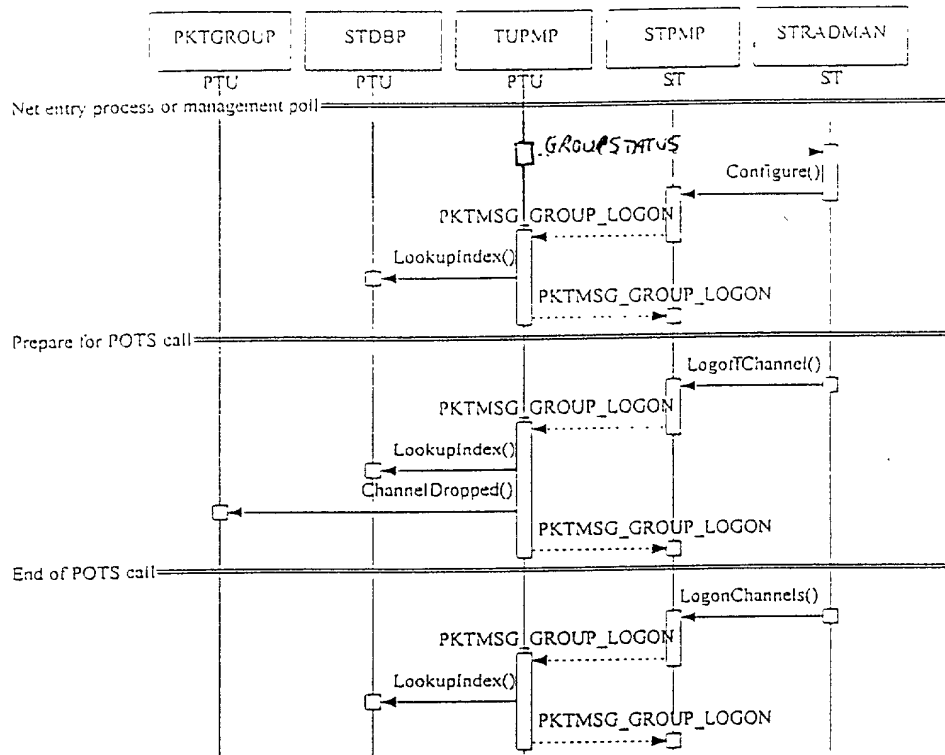 PKTGROUP STDBP TUPMP STPMP STRADMAN
PTU PTU PTU ST ST
Net entry process or management poll
GROUPSTATUS
Configure()
PKTMSG_GROUP_LOGON
LookupIndex()
PKTMSG_GROUP_LOGON
Prepare for POTS call
LogoffChannel()
PKTMSG_GROUP_LOGON
LookupIndex()
ChannelDropped()
PKTMSG_GROUP_LOGON
End of POTS call
LogonChannels()
PKTMSG_GROUP_LOGON
LookupIndex()
PKTMSG_GROUP_LOGON